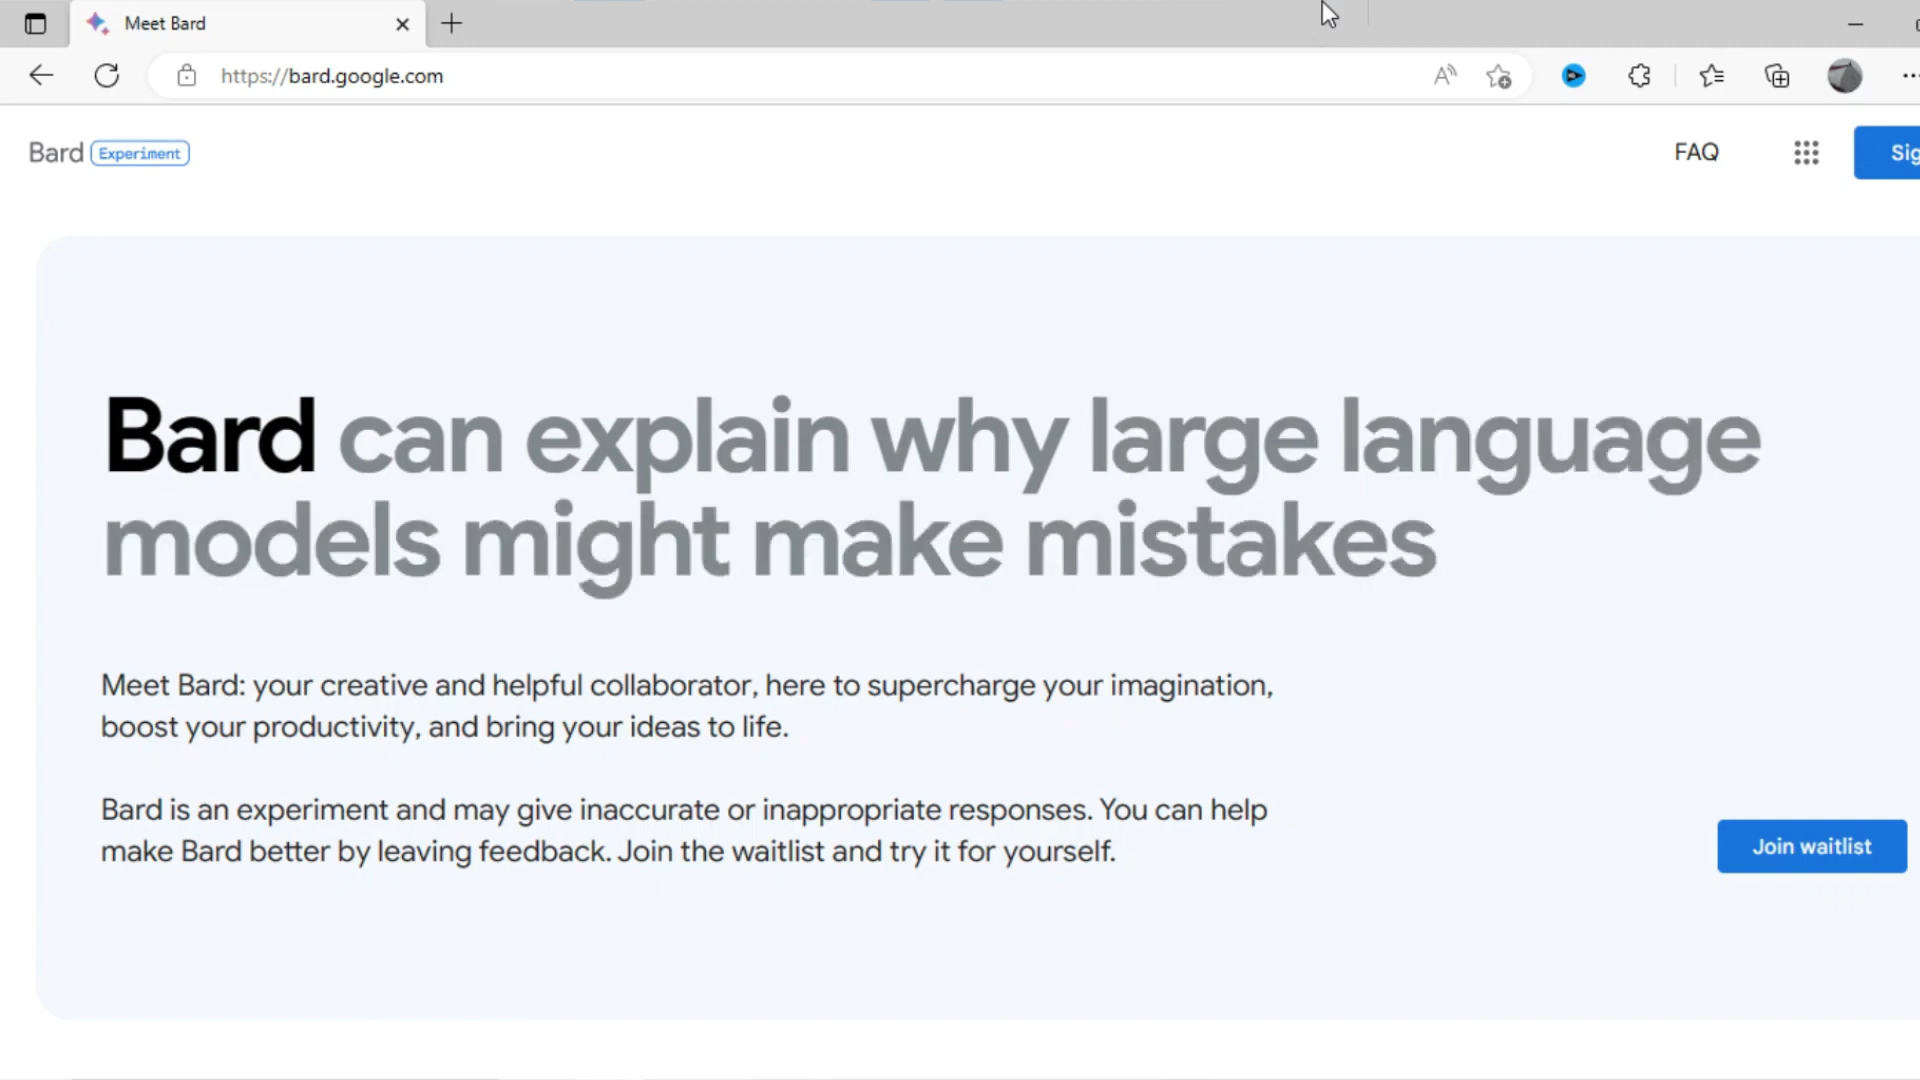 Meet Bard
https://bard.google.com
Bard Experiment
FAQ
Bard can explain why large language
models might make mistakes
Meet Bard: your creative and helpful collaborator, here to supercharge your imagination,
boost your productivity, and bring your ideas to life.
Bard is an experiment and may give inaccurate or inappropriate responses. You can help
make Bard better by leaving feedback. Join the waitlist and try it for yourself.
Join waitlist